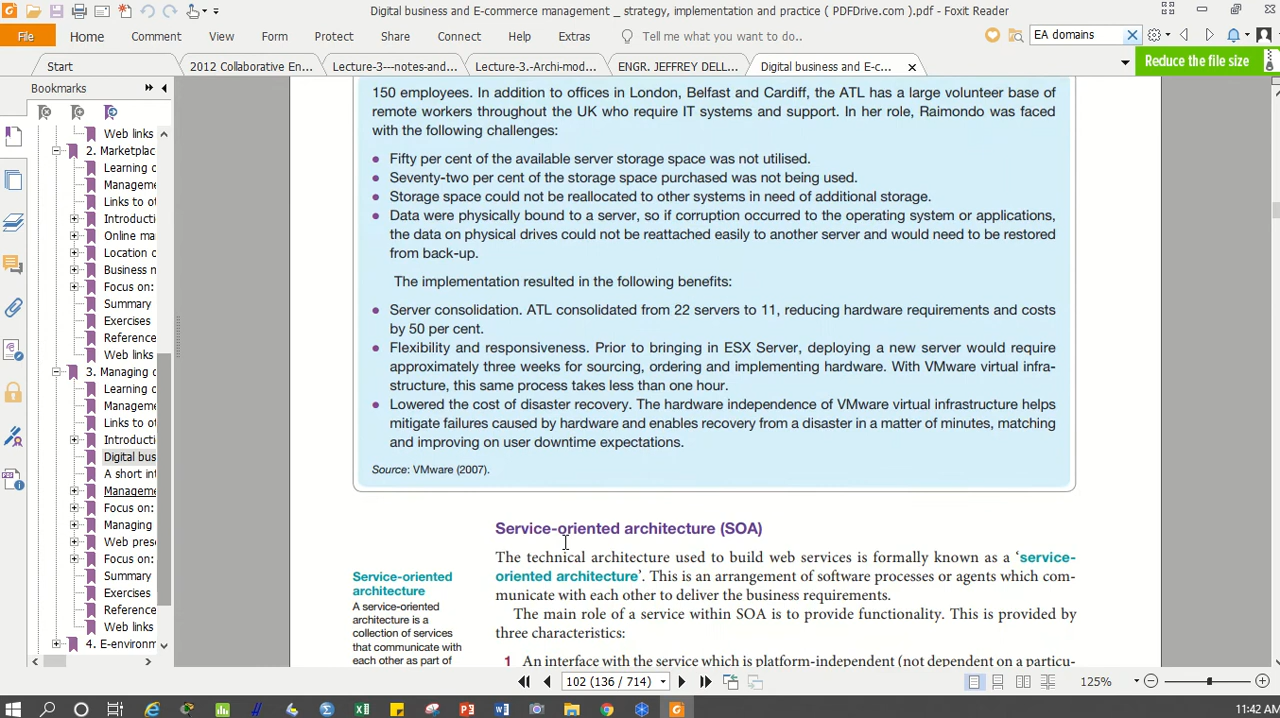 Digital business and E-commerce management _ strategy, implementation and practice ( PDFDrive.com ).pdf - Foxit Reader
File Home Comment View Form Protect Share Connect Help Extras Tell me what you want to do.. EA domains
Start 2012 Collaborative En... Lecture-3---notes-and... Lecture-3.-Archinod... ENGR. JEFFREY DELL... Digital business and E-c... Reduce the file size
Bookmarks
Web links
2. Marketplac
Learning o
Manageme
Links to ot
Introducti
Online ma
Location o
Business m
Focus on:
Summary
Exercises
Reference
Web links
3. Managing
Learning o
Manageme
Links to ot
Introducti
Digital bus
A short int
Manageme
Focus on:
Managing
Web prese
Focus on:
Summary
Exercises
Reference
Web links
4. E-environm
150 employees. In addition to offices in London, Belfast and Cardiff, the ATL has a large volunteer base of
remote workers throughout the UK who require IT systems and support. In her role, Raimondo was faced
with the following challenges:
• Fifty per cent of the available server storage space was not utilised.
• Seventy-two per cent of the storage space purchased was not being used.
• Storage space could not be reallocated to other systems in need of additional storage.
• Data were physically bound to a server, so if corruption occurred to the operating system or applications,
the data on physical drives could not be reattached easily to another server and would need to be restored
from back-up.
The implementation resulted in the following benefits:
• Server consolidation. ATL consolidated from 22 servers to 11, reducing hardware requirements and costs
by 50 per cent.
• Flexibility and responsiveness. Prior to bringing in ESX Server, deploying a new server would require
approximately three weeks for sourcing, ordering and implementing hardware. With VMware virtual infra-
structure, this same process takes less than one hour.
• Lowered the cost of disaster recovery. The hardware independence of VMware virtual infrastructure helps
mitigate failures caused by hardware and enables recovery from a disaster in a matter of minutes, matching
and improving on user downtime expectations.
Source: VMware (2007).
Service-oriented architecture (SOA)
The technical architecture used to build web services is formally known as a 'service-
oriented architecture'. This is an arrangement of software processes or agents which com-
municate with each other to deliver the business requirements.
The main role of a service within SOA is to provide functionality. This is provided by
three characteristics:
1 An interface with the service which is platform-independent (not dependent on a particu-
Service-oriented
architecture
A service-oriented
architecture is a
collection of services
that communicate with
each other as part of
102 (136 / 714) 125%
11:42 AM